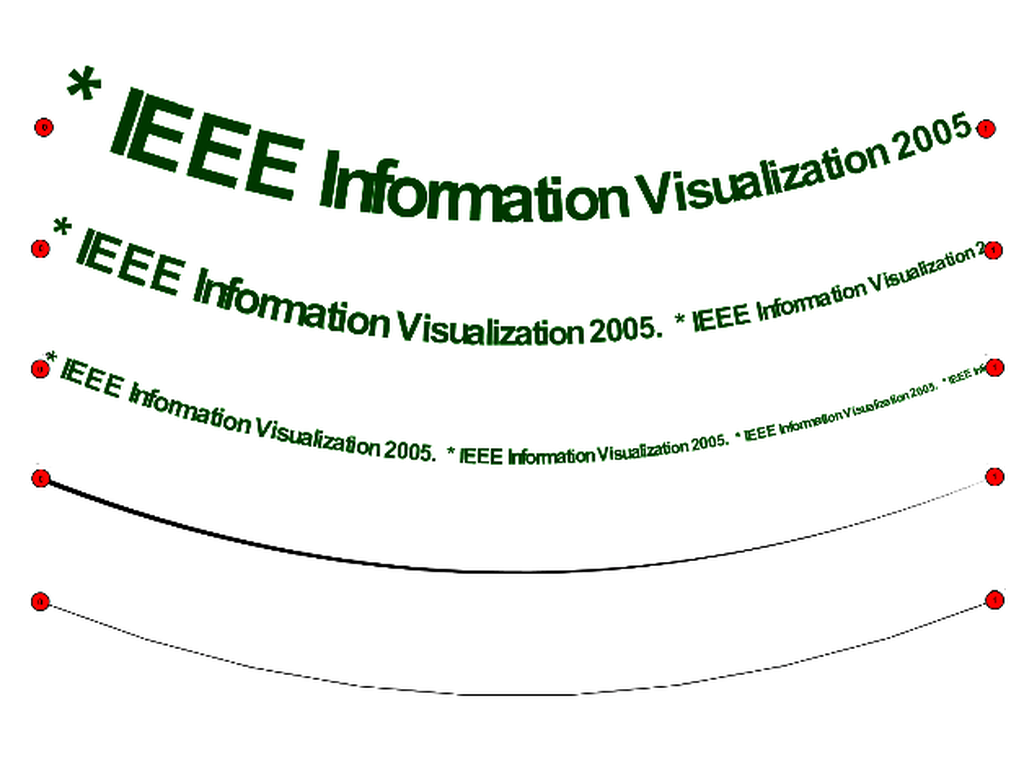 * IEEE Information Visualization 2005
* IEEE Information Visualization 2005. * IEEE Information Visualization 2
* IEEE Information Visualization 2005. * IEEE Information Visualization 2005. * IEEE Information Visualization 2005. * IEEE Inf